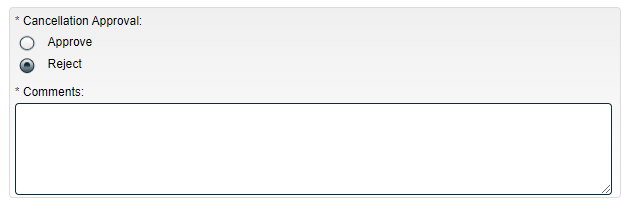 * Cancellation Approval:
Approve
Reject
* Comments: